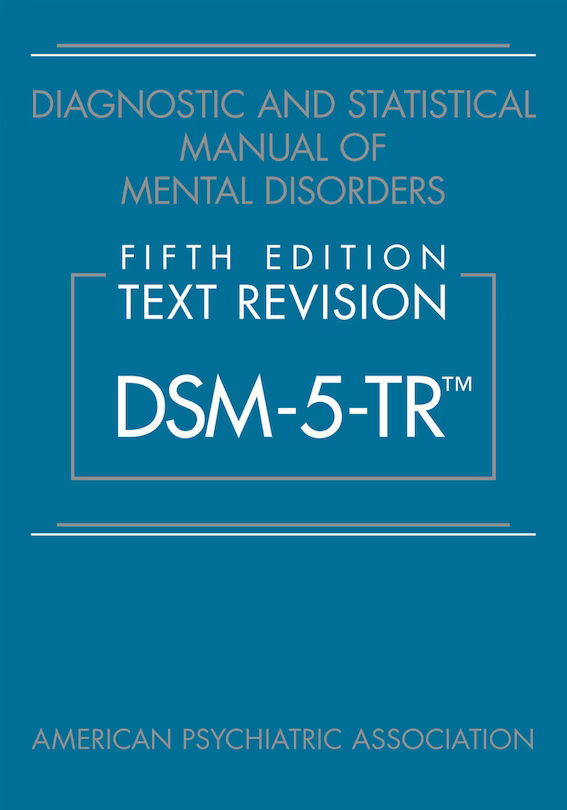 DIAGNOSTIC AND STATISTICAL
MANUAL OF
MENTAL DISORDERS
FIFTH EDITION
TEXT REVISION
DSM-5-TR™
AMERICAN PSYCHIATRIC ASSOCIATION